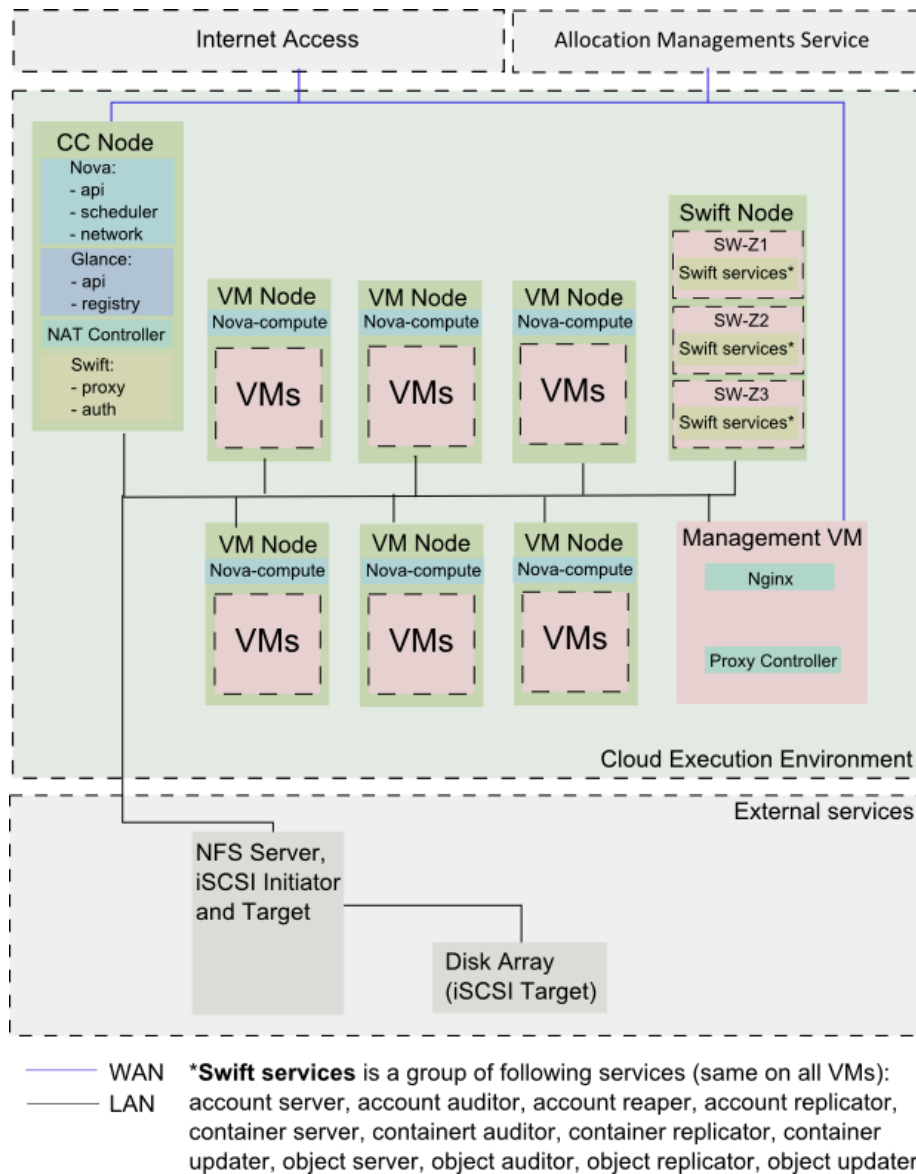 Internet Access
Allocation Managements Service
CC Node
Nova:
- api
- scheduler
- network
Glance:
- api
- registry
NAT Controller
Swift:
- proxy
- auth
VM Node
Nova-compute
VMs
VM Node
Nova-compute
VMs
VM Node
Nova-compute
VMs
Swift Node
SW-Z1
Swift services*
SW-Z2
Swift services*
SW-Z3
Swift services*
VM Node
Nova-compute
VMs
VM Node
Nova-compute
VMs
VM Node
Nova-compute
VMs
Management VM
Nginx
Proxy Controller
Cloud Execution Environment
External services
NFS Server,
iSCSI Initiator
and Target
Disk Array
(iSCSI Target)
WAN
LAN
*Swift services is a group of following services (same on all VMs):
account server, account auditor, account reaper, account replicator,
container server, containert auditor, container replicator, container
updater, object server, object auditor, object replicator, object updater